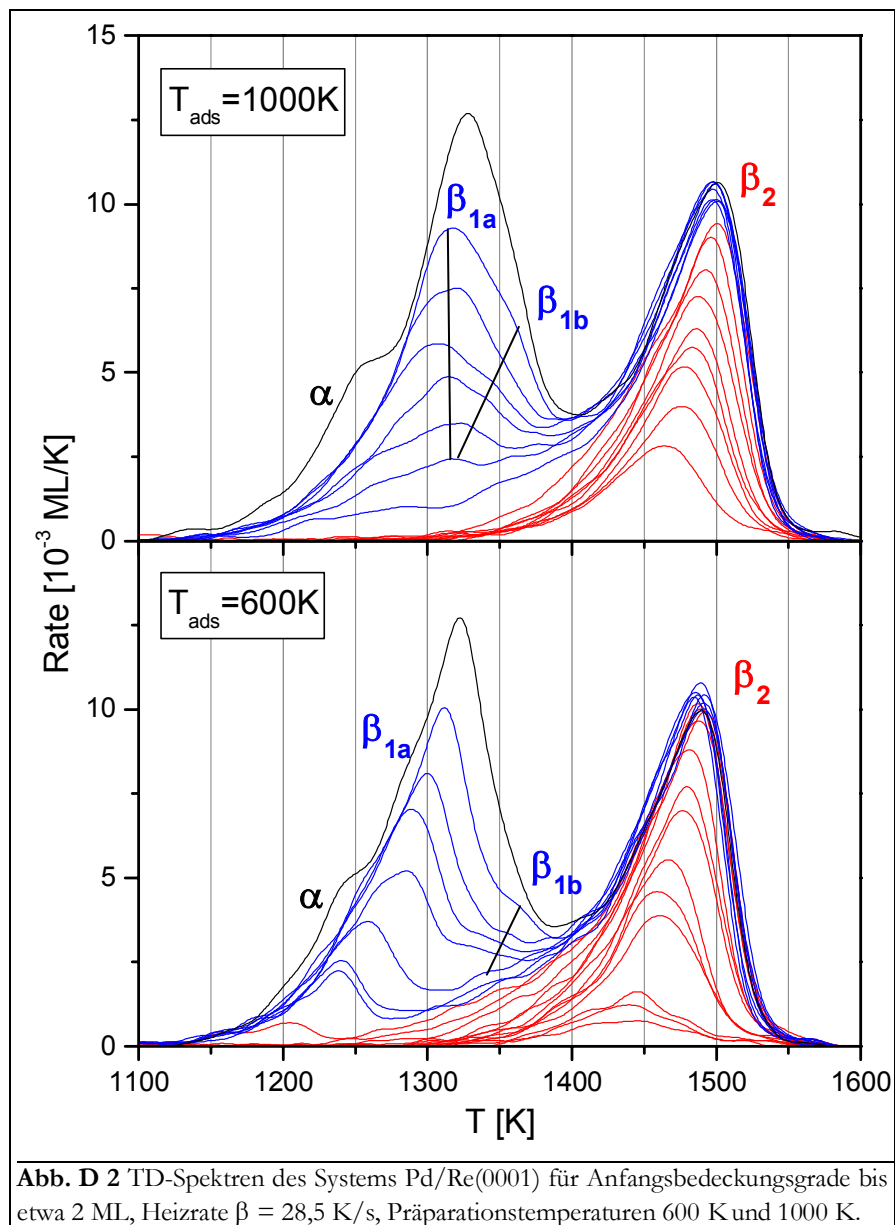 15
T_ads=1000K
β_1a
β_2
β_1b
10
α
5
0
Rate [10^-3 ML/K]
T_ads=600K
β_2
10
β_1a
β_1b
5
α
0
1100 1200 1300 1400 1500 1600
T [K]
Abb. D 2 TD-Spektren des Systems Pd/Re(0001) für Anfangsbedeckungsgrade bis
etwa 2 ML, Heizrate β = 28,5 K/s, Präparationstemperaturen 600 K und 1000 K.